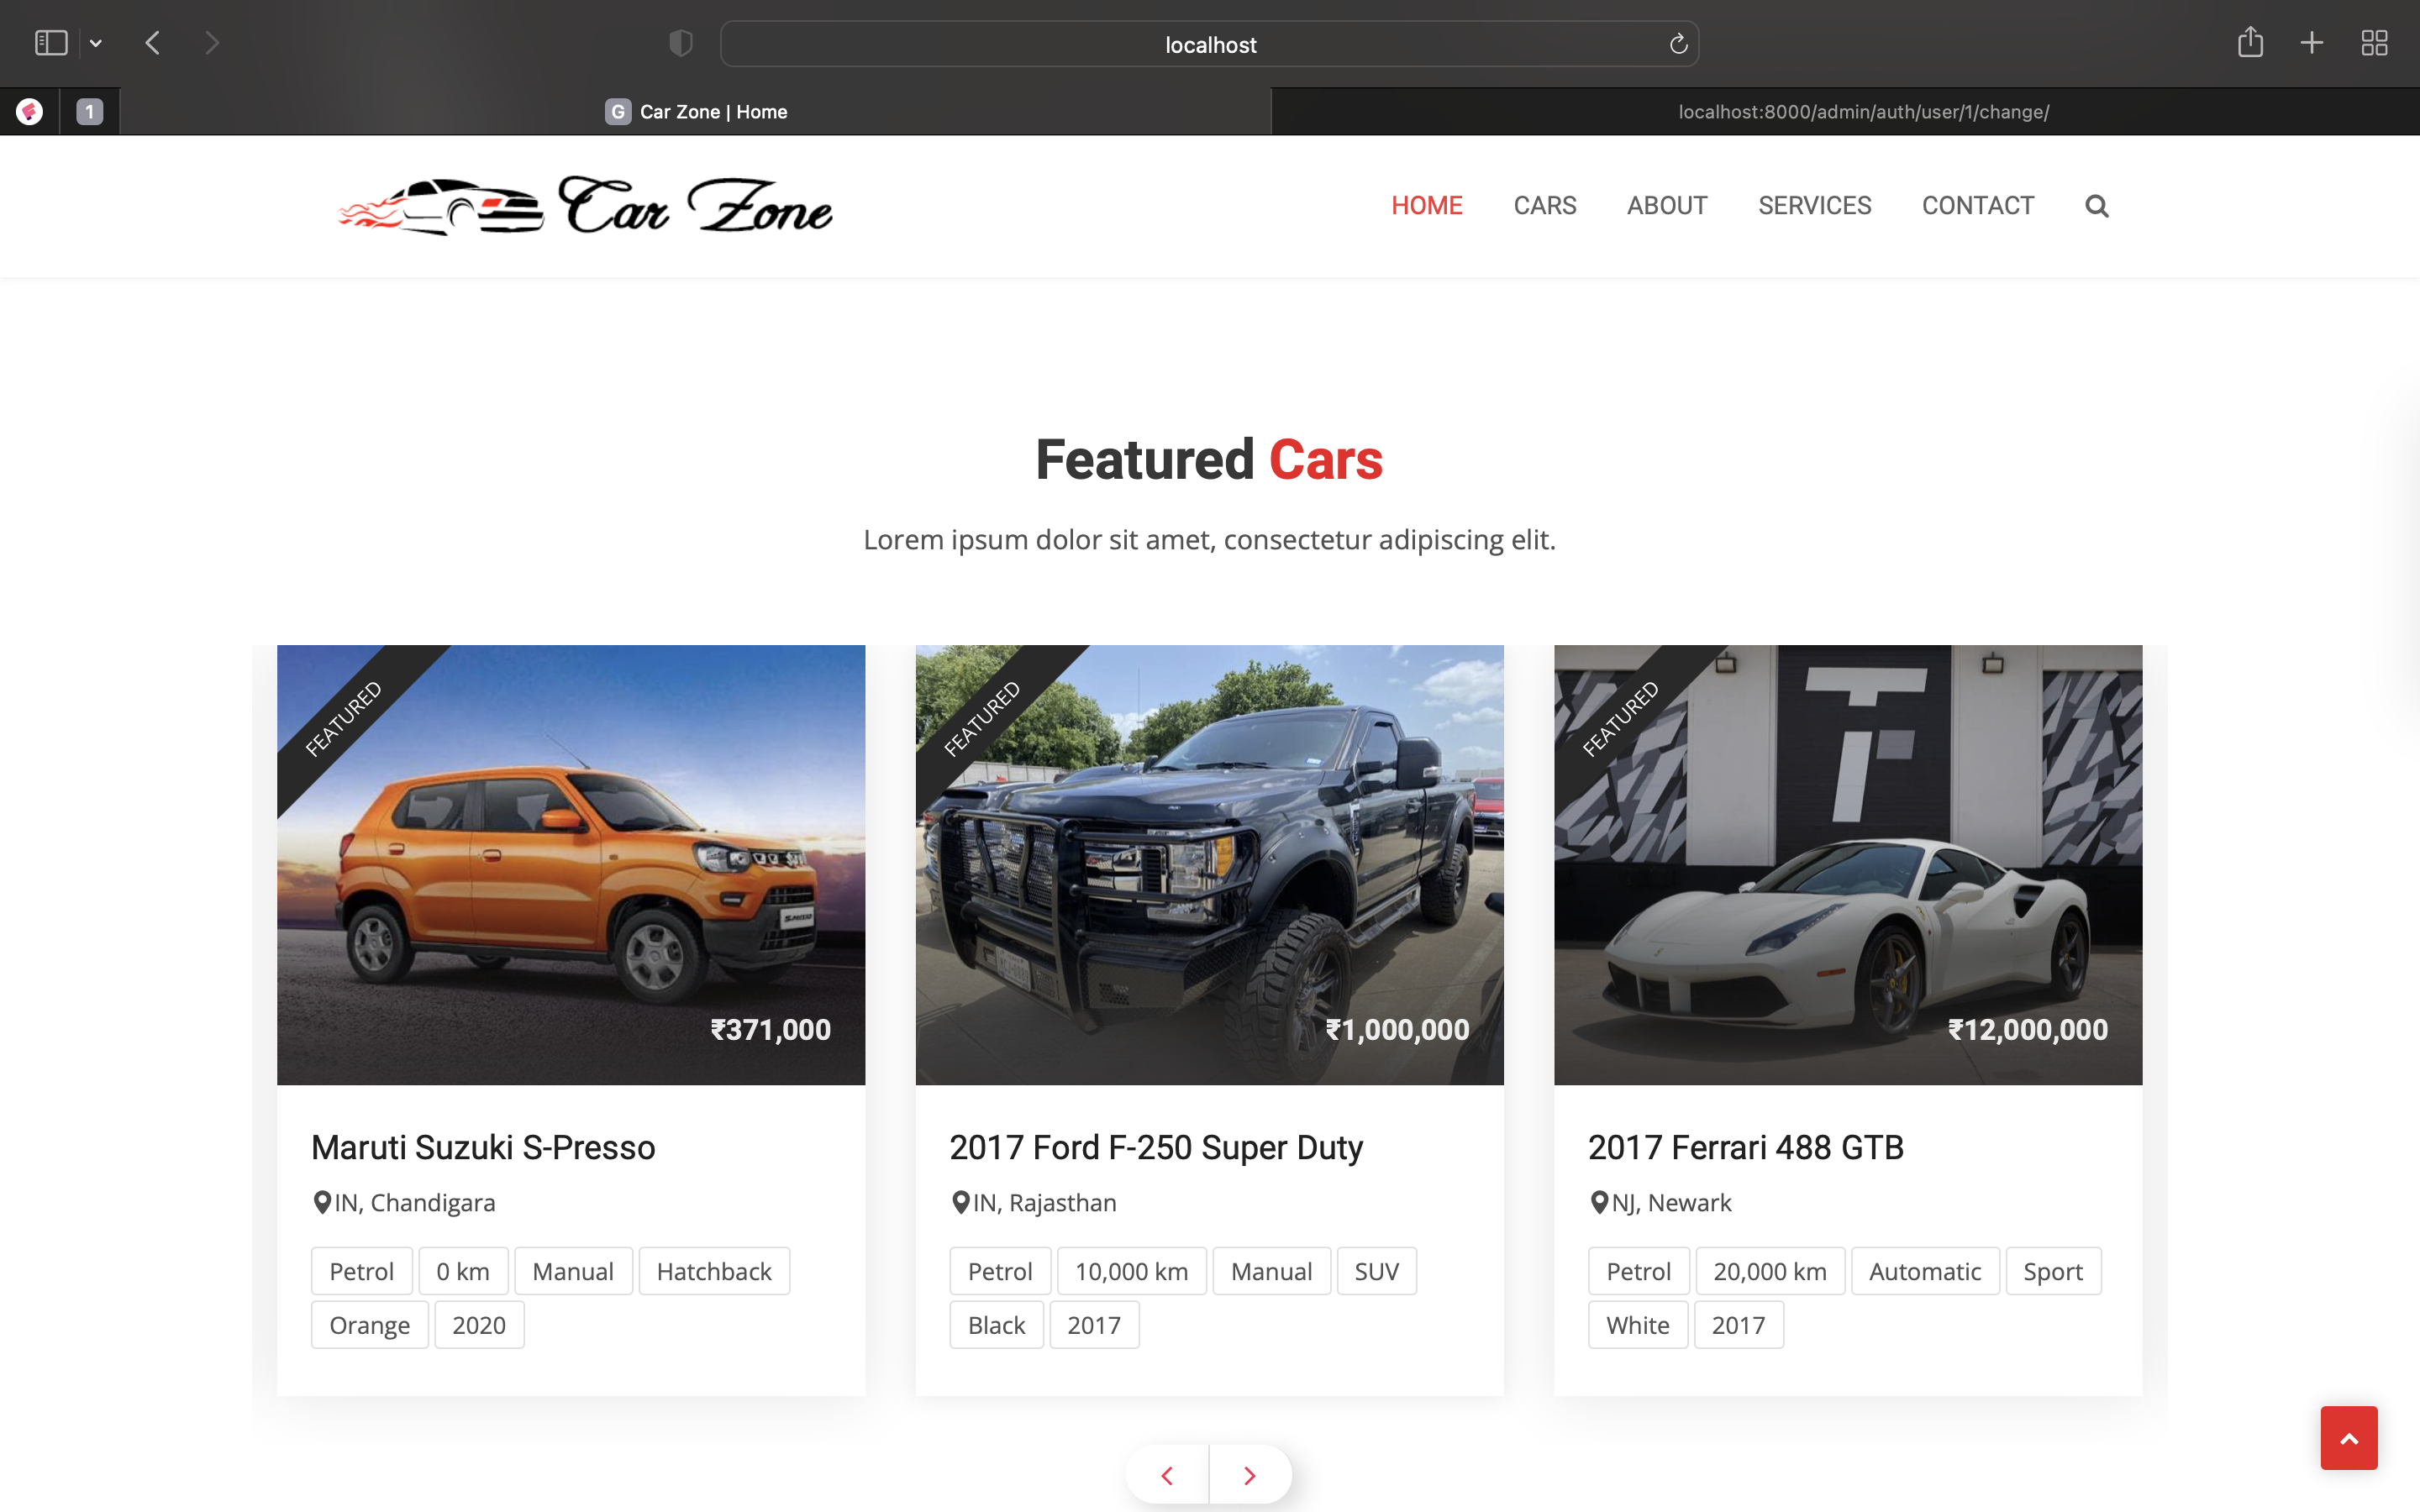 localhost
1
G Car Zone | Home
localhost:8000/admin/auth/user/1/change/
Car Zone
HOME CARS ABOUT SERVICES CONTACT
Featured Cars
Lorem ipsum dolor sit amet, consectetur adipiscing elit.
FEATURED
S-PRESSO
₹371,000
Maruti Suzuki S-Presso
IN, Chandigara
Petrol 0 km Manual Hatchback
Orange 2020
FEATURED
₹1,000,000
2017 Ford F-250 Super Duty
IN, Rajasthan
Petrol 10,000 km Manual SUV
Black 2017
FEATURED
₹12,000,000
2017 Ferrari 488 GTB
NJ, Newark
Petrol 20,000 km Automatic Sport
White 2017